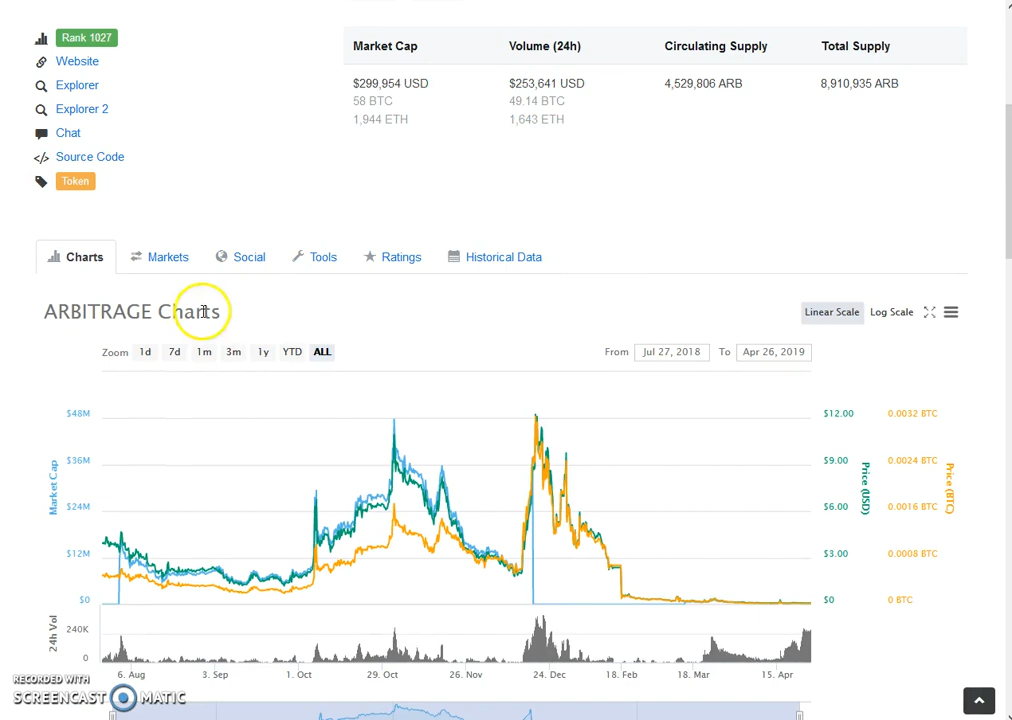 Rank 1027
Website
Explorer
Explorer 2
Chat
Source Code
Token
Market Cap Volume (24h) Circulating Supply Total Supply
$299,954 USD $253,641 USD 4,529,806 ARB 8,910,935 ARB
58 BTC 49.14 BTC
1,944 ETH 1,643 ETH
Charts Markets Social Tools Ratings Historical Data
ARBITRAGE Charts
Linear Scale Log Scale
Zoom 1d 7d 1m 3m 1y YTD ALL From Jul 27, 2018 To Apr 26, 2019
$48M $12.00 0.0032 BTC
$36M $9.00 0.0024 BTC
$24M $6.00 0.0016 BTC
$12M $3.00 0.0008 BTC
$0 $0 0 BTC
Market Cap
Price (USD)
Price (BTC)
24h Vol
240K
0
6. Aug 3. Sep 1. Oct 29. Oct 26. Nov 24. Dec 18. Feb 18. Mar 15. Apr
RECORDED WITH
SCREENCAST MATIC